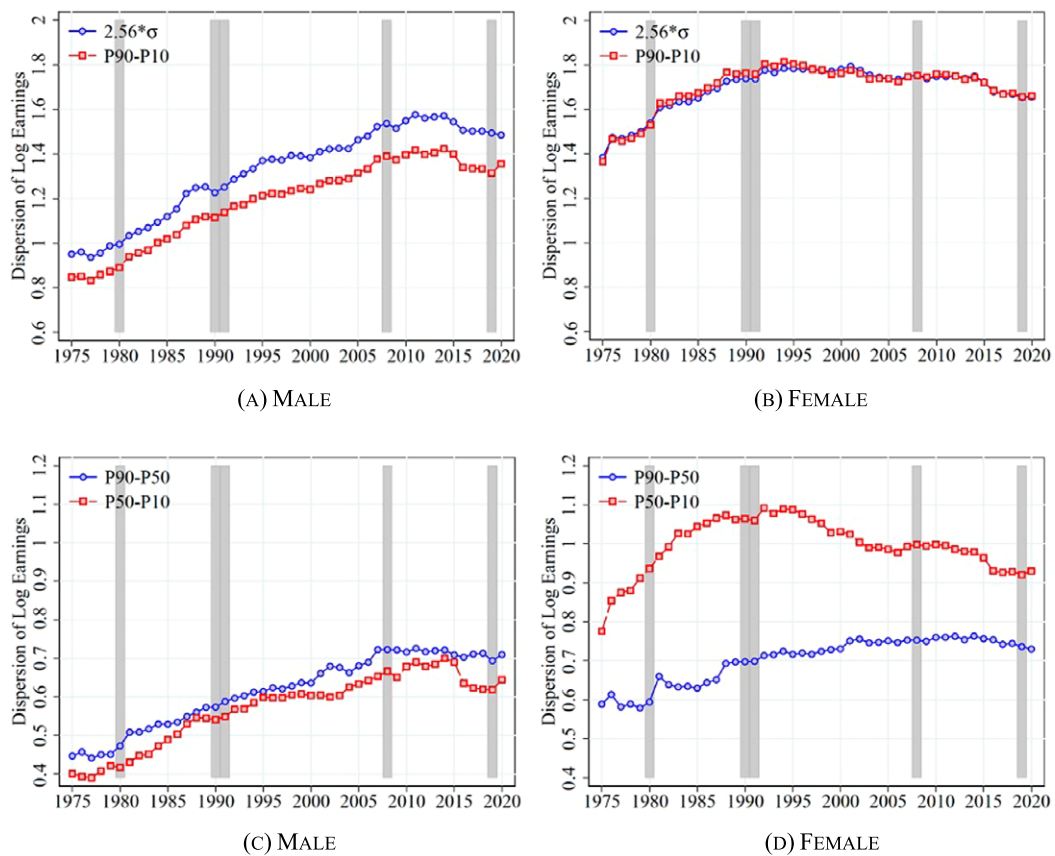 2.56*σ
P90-P10
Dispersion of Log Earnings
2
1.8
1.6
1.4
1.2
1
0.8
0.6
1975 1980 1985 1990 1995 2000 2005 2010 2015 2020
(A) MALE
2.56*σ
P90-P10
Dispersion of Log Earnings
2
1.8
1.6
1.4
1.2
1
0.8
0.6
1975 1980 1985 1990 1995 2000 2005 2010 2015 2020
(B) FEMALE
P90-P50
P50-P10
Dispersion of Log Earnings
1.2
1.1
1
0.9
0.8
0.7
0.6
0.5
0.4
1975 1980 1985 1990 1995 2000 2005 2010 2015 2020
(C) MALE
P90-P50
P50-P10
Dispersion of Log Earnings
1.2
1.1
1
0.9
0.8
0.7
0.6
0.5
0.4
1975 1980 1985 1990 1995 2000 2005 2010 2015 2020
(D) FEMALE